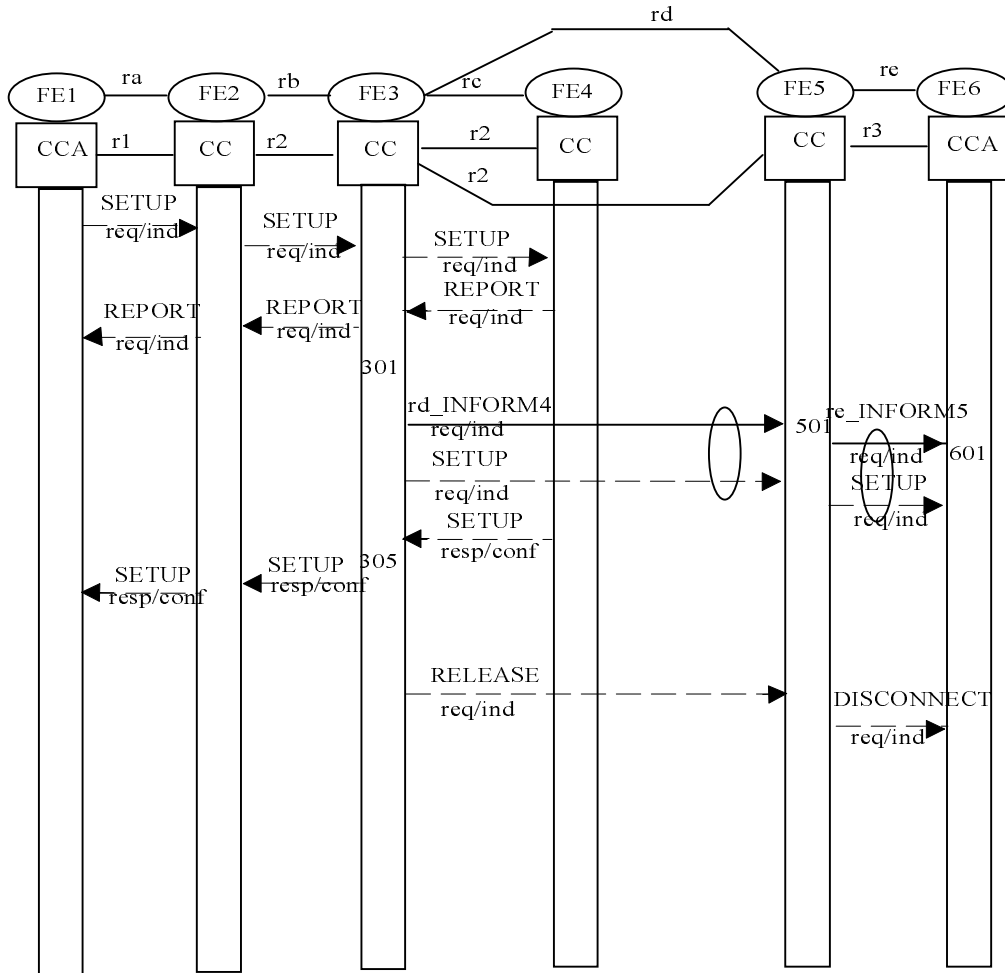 rd
ra
rb
rc
re
FE1
FE2
FE3
FE4
FE5
FE6
CCA
r1
CC
r2
CC
r2
r2
CC
CC
r3
CCA
SETUP
req/ind
SETUP
req/ind
SETUP
req/ind
REPORT
req/ind
REPORT
req/ind
REPORT
req/ind
301
rd_INFORM4
req/ind
501
re_INFORM5
req/ind
601
SETUP
req/ind
SETUP
req/ind
SETUP
resp/conf
305
SETUP
resp/conf
SETUP
resp/conf
RELEASE
req/ind
DISCONNECT
req/ind